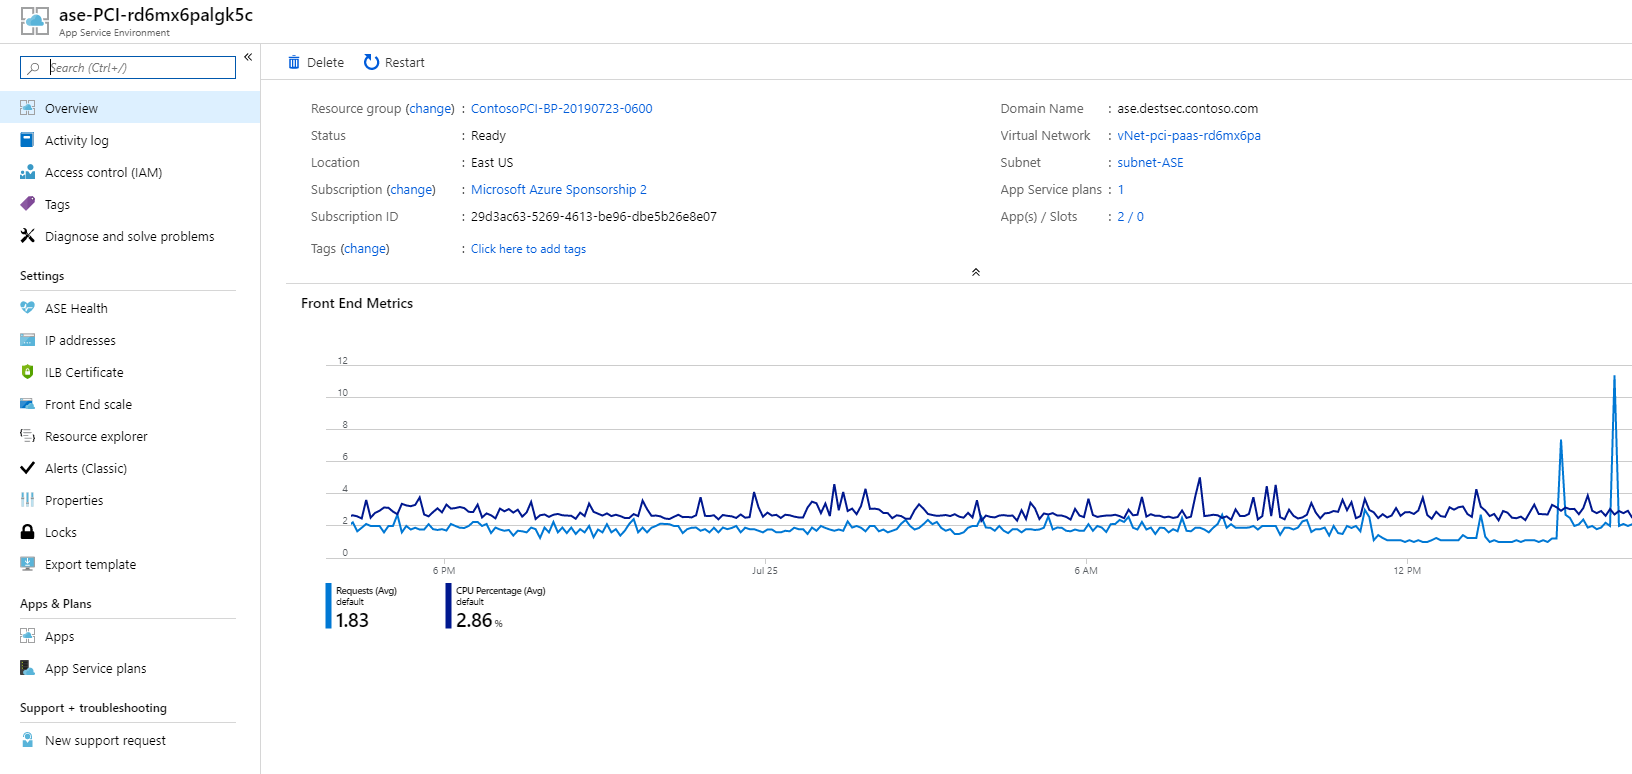 ase-PCI-rd6mx6palgk5c
App Service Environment
Search (Ctrl+/)
«
Overview
Activity log
Access control (IAM)
Tags
Diagnose and solve problems
Settings
ASE Health
IP addresses
ILB Certificate
Front End scale
Resource explorer
Alerts (Classic)
Properties
Locks
Export template
Apps & Plans
Apps
App Service plans
Support + troubleshooting
New support request
Delete Restart
Resource group (change) : ContosoPCI-BP-20190723-0600
Status : Ready
Location : East US
Subscription (change) : Microsoft Azure Sponsorship 2
Subscription ID : 29d3ac63-5269-4613-be96-dbe5b26e8e07
Tags (change) : Click here to add tags
Domain Name : ase.destsec.contoso.com
Virtual Network : vNet-pci-paas-rd6mx6pa
Subnet : subnet-ASE
App Service plans : 1
App(s) / Slots : 2 / 0
Front End Metrics
12
10
8
6
4
2
0
6 PM Jul 25 6 AM 12 PM
Requests (Avg)
default
1.83
CPU Percentage (Avg)
default
2.86 %